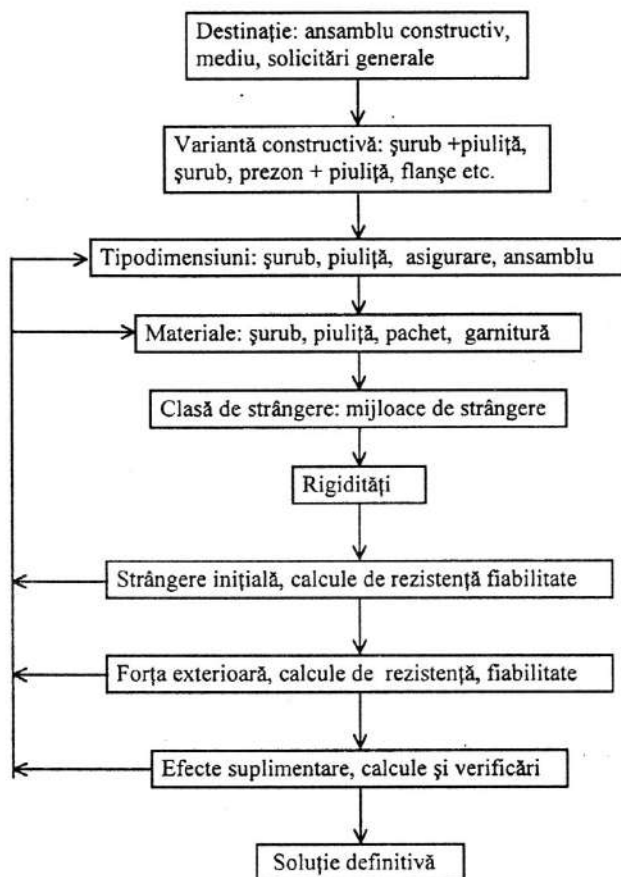 Destinație: ansamblu constructiv,
mediu, solicitări generale
Variantă constructivă: şurub +piuliţă,
şurub, prezon + piuliţă, flanşe etc.
Tipodimensiuni: şurub, piuliţă, asigurare, ansamblu
Materiale: şurub, piuliţă, pachet, garnitură
Clasă de strângere: mijloace de strângere
Rigidităţi
Strângere iniţială, calcule de rezistenţă fiabilitate
Forţa exterioară, calcule de rezistenţă, fiabilitate
Efecte suplimentare, calcule şi verificări
Soluţie definitivă